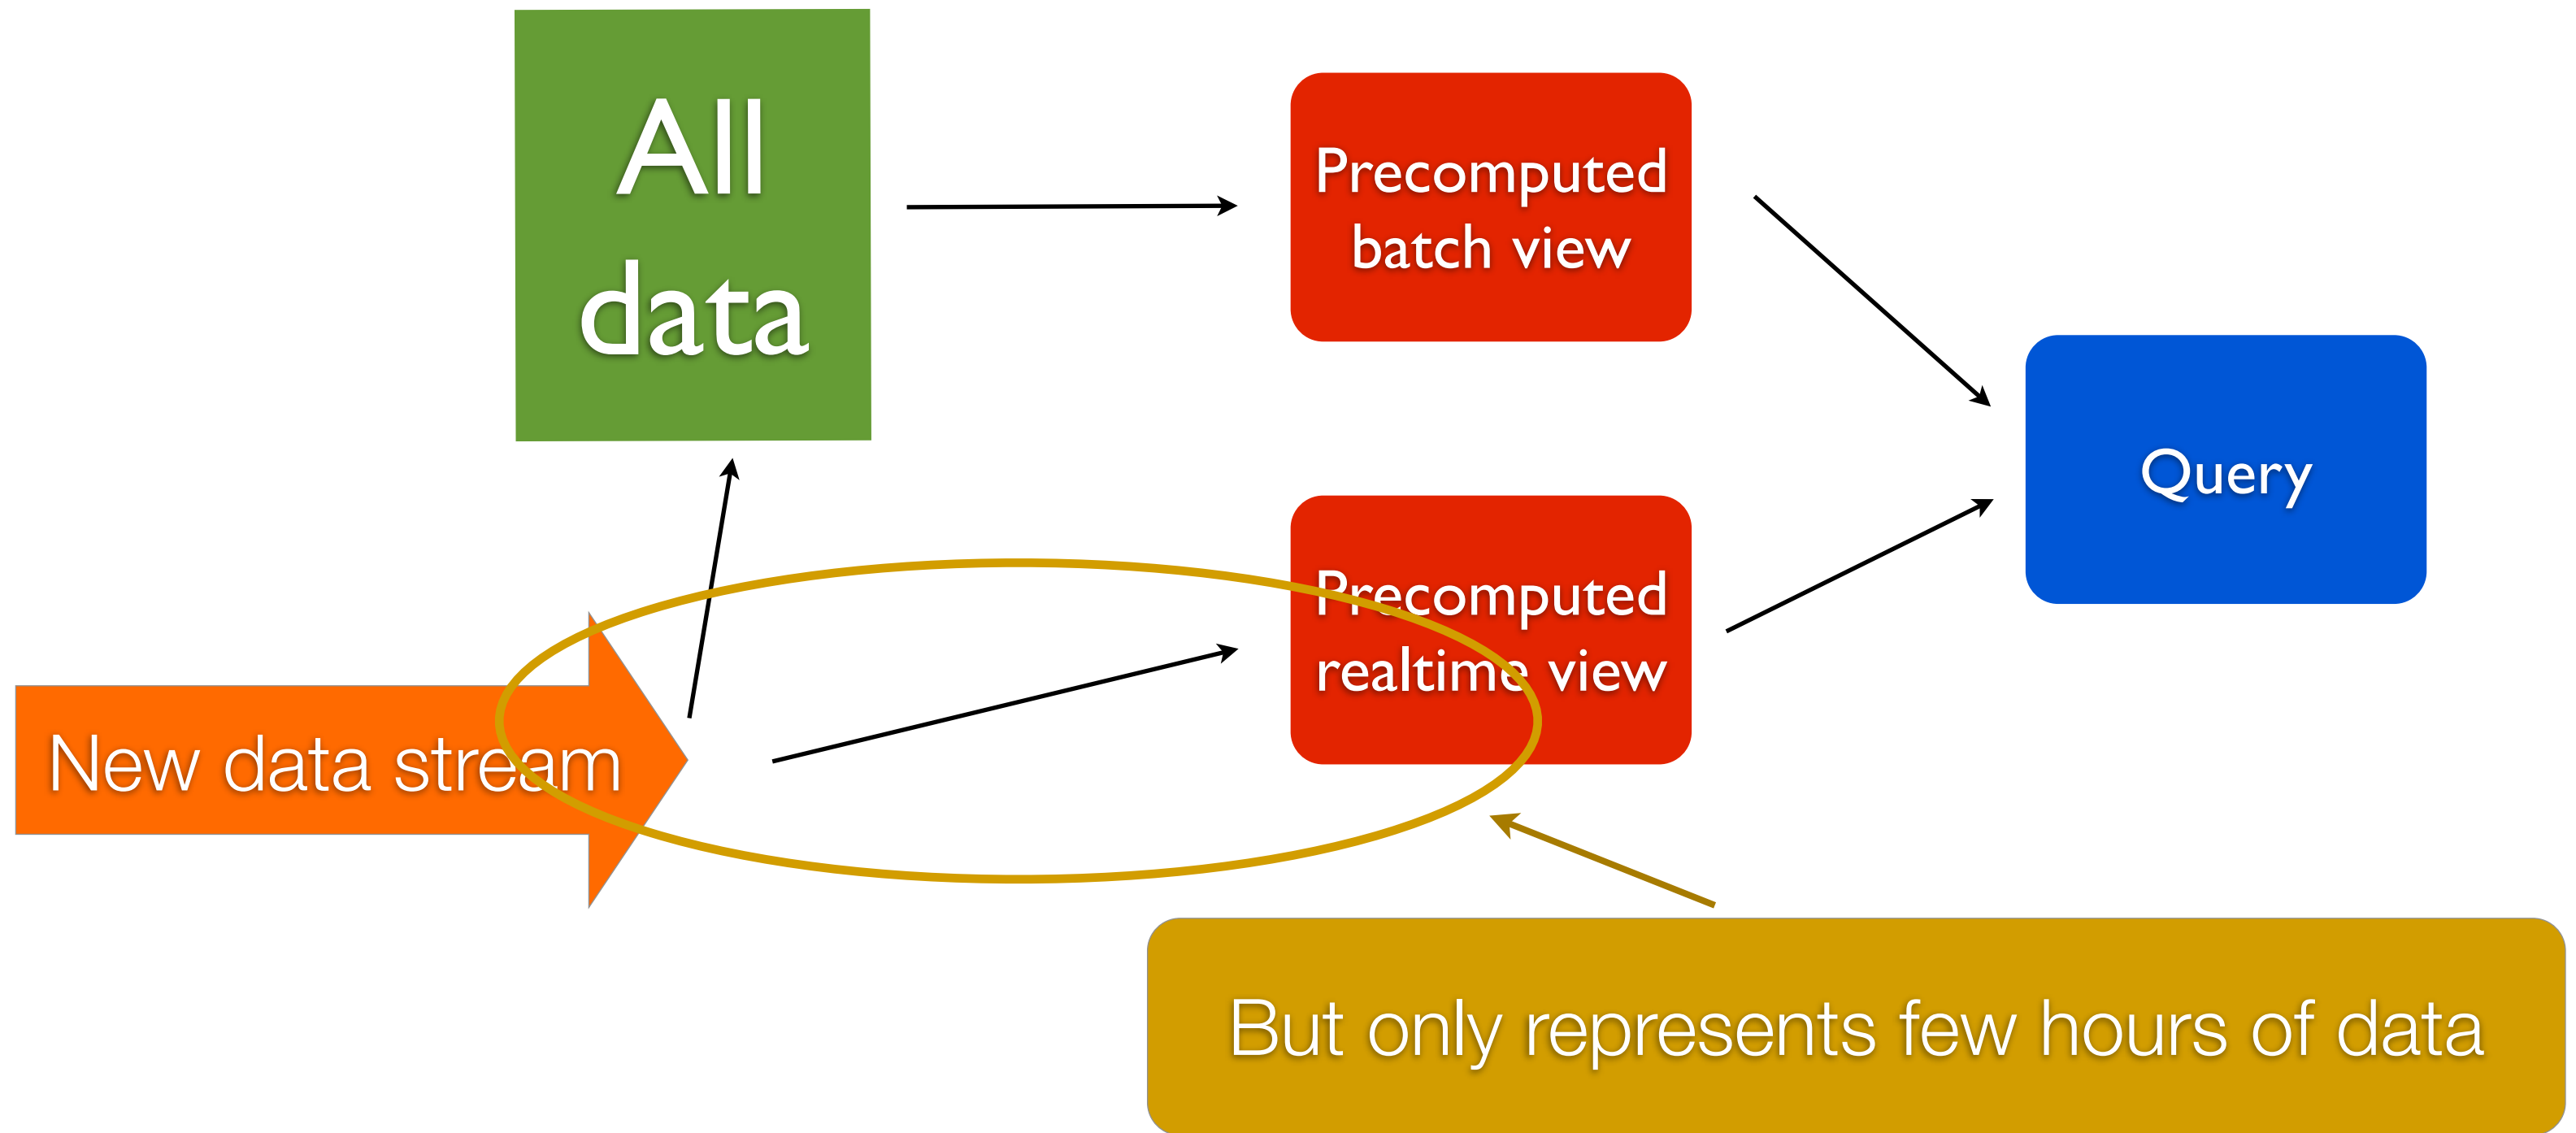 All
data
Precomputed
batch view
Query
Precomputed
realtime view
New data stream
But only represents few hours of data